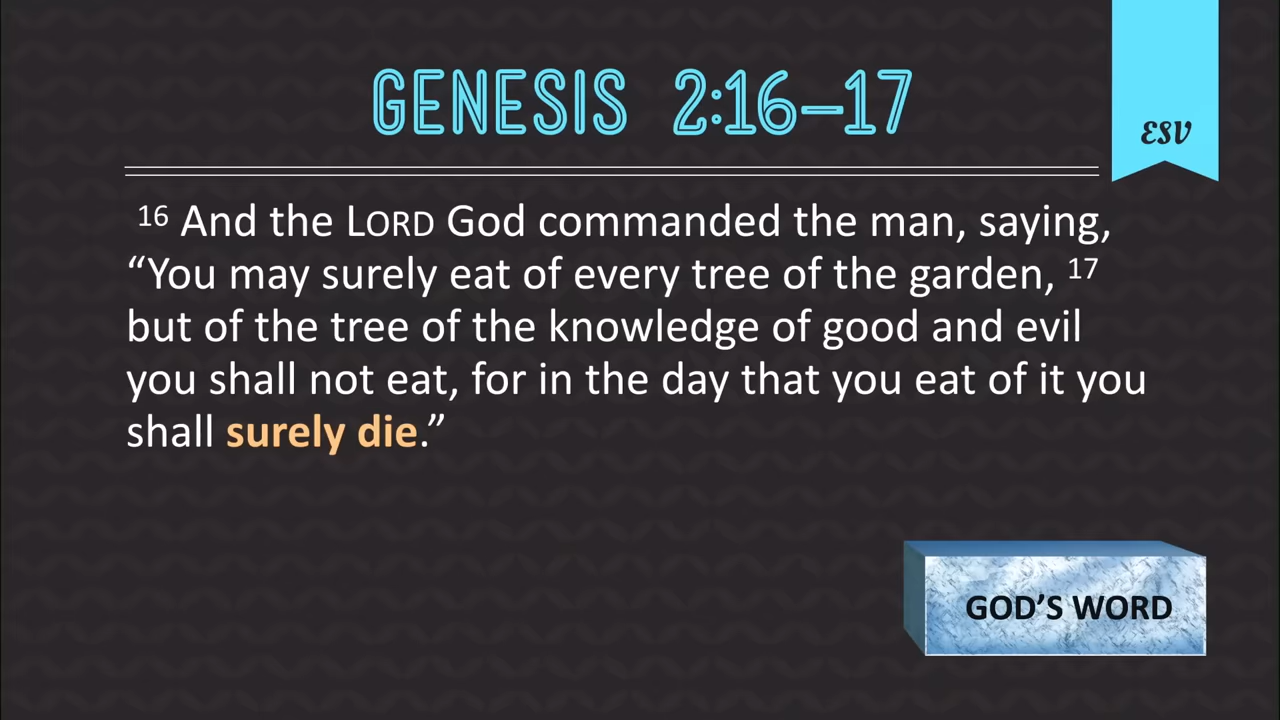 GENESIS 2:16–17
ESV
16 And the LORD God commanded the man, saying,
“You may surely eat of every tree of the garden, 17
but of the tree of the knowledge of good and evil
you shall not eat, for in the day that you eat of it you
shall surely die.”
GOD’S WORD